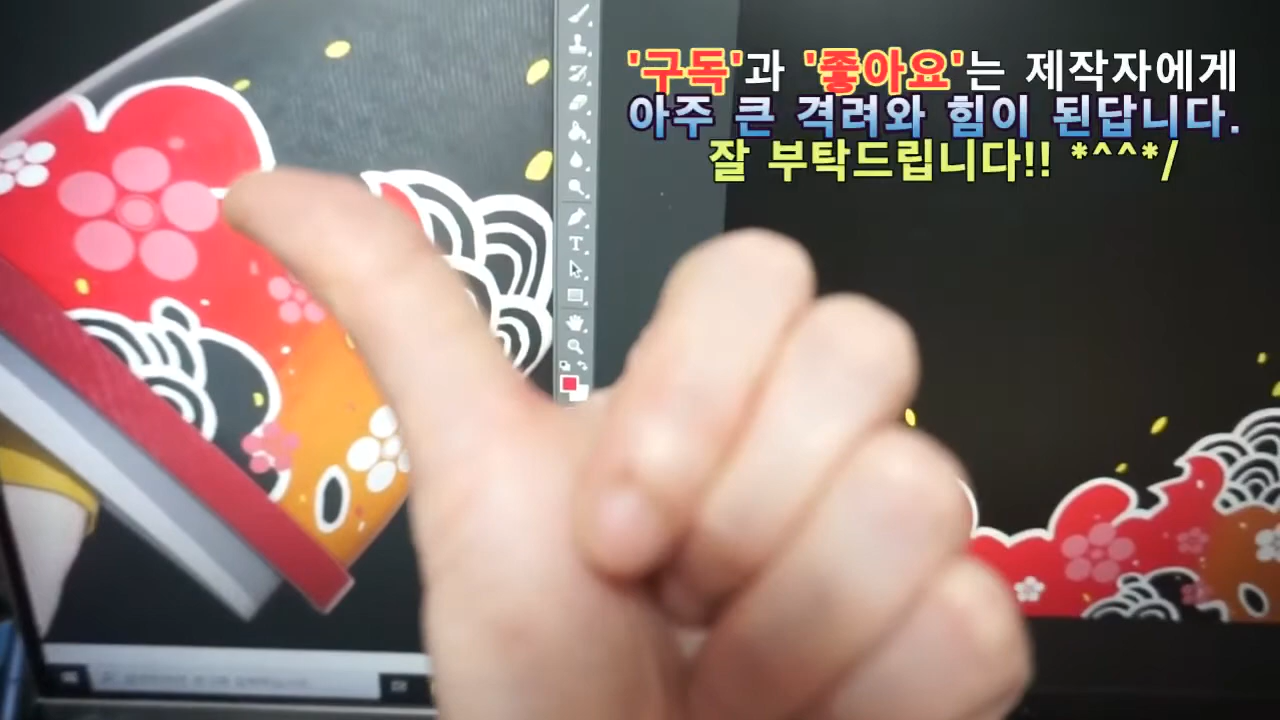 '구독'과 '좋아요'는 제작자에게
아주 큰 격려와 힘이 된답니다.
잘 부탁드립니다!! *^^*/